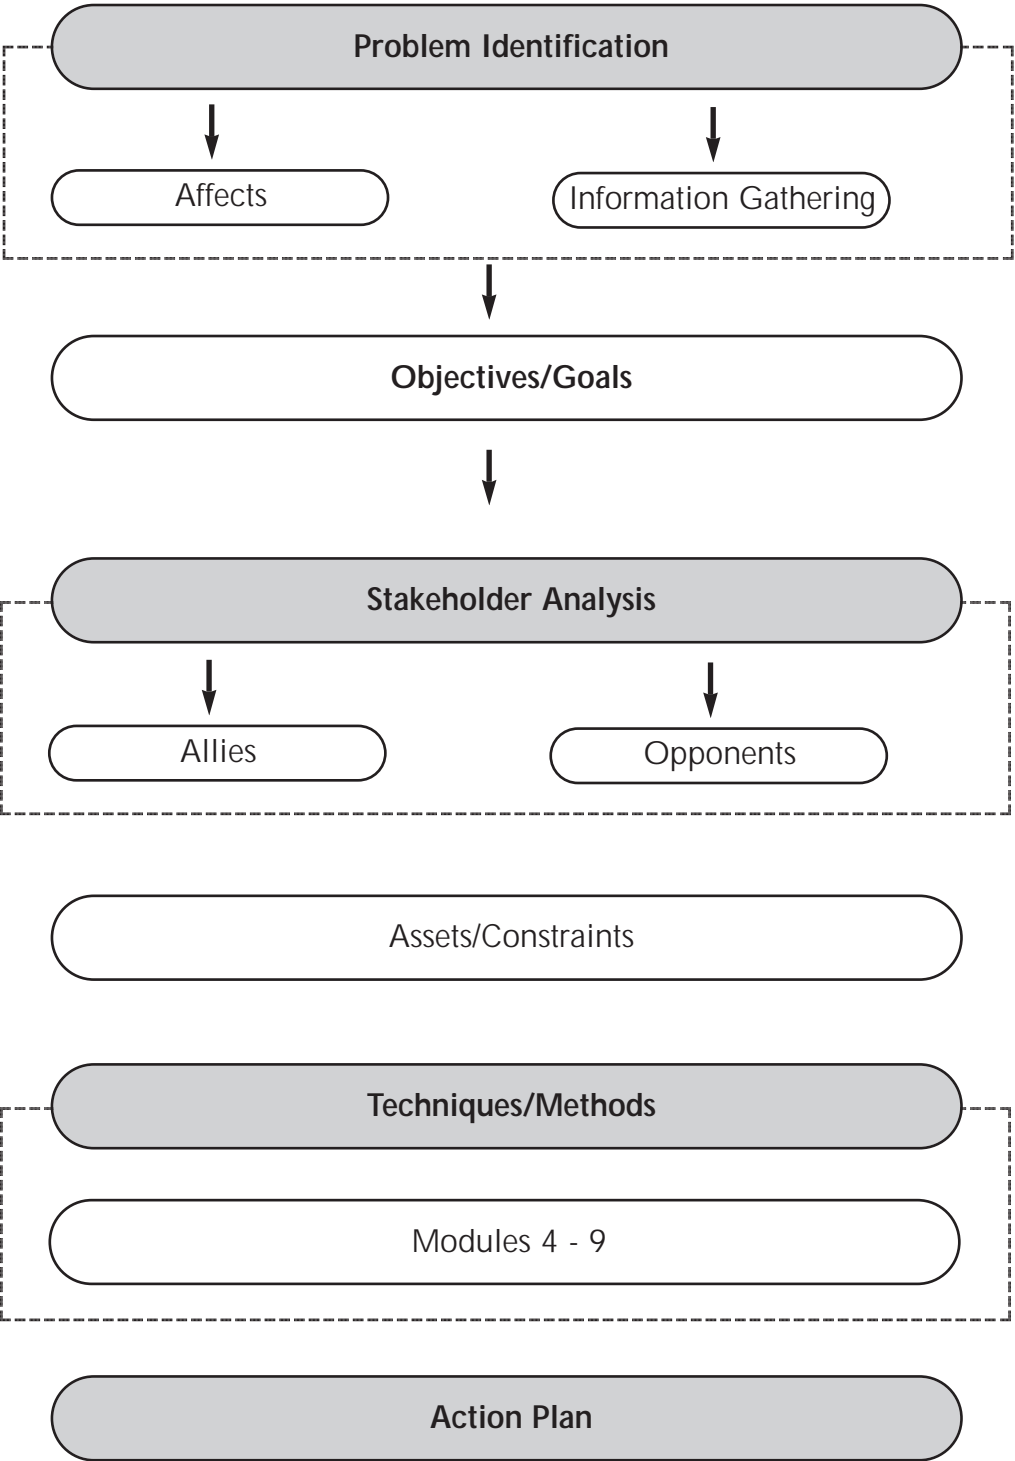 Problem Identification
Affects
Information Gathering
Objectives/Goals
Stakeholder Analysis
Allies
Opponents
Assets/Constraints
Techniques/Methods
Modules 4 - 9
Action Plan